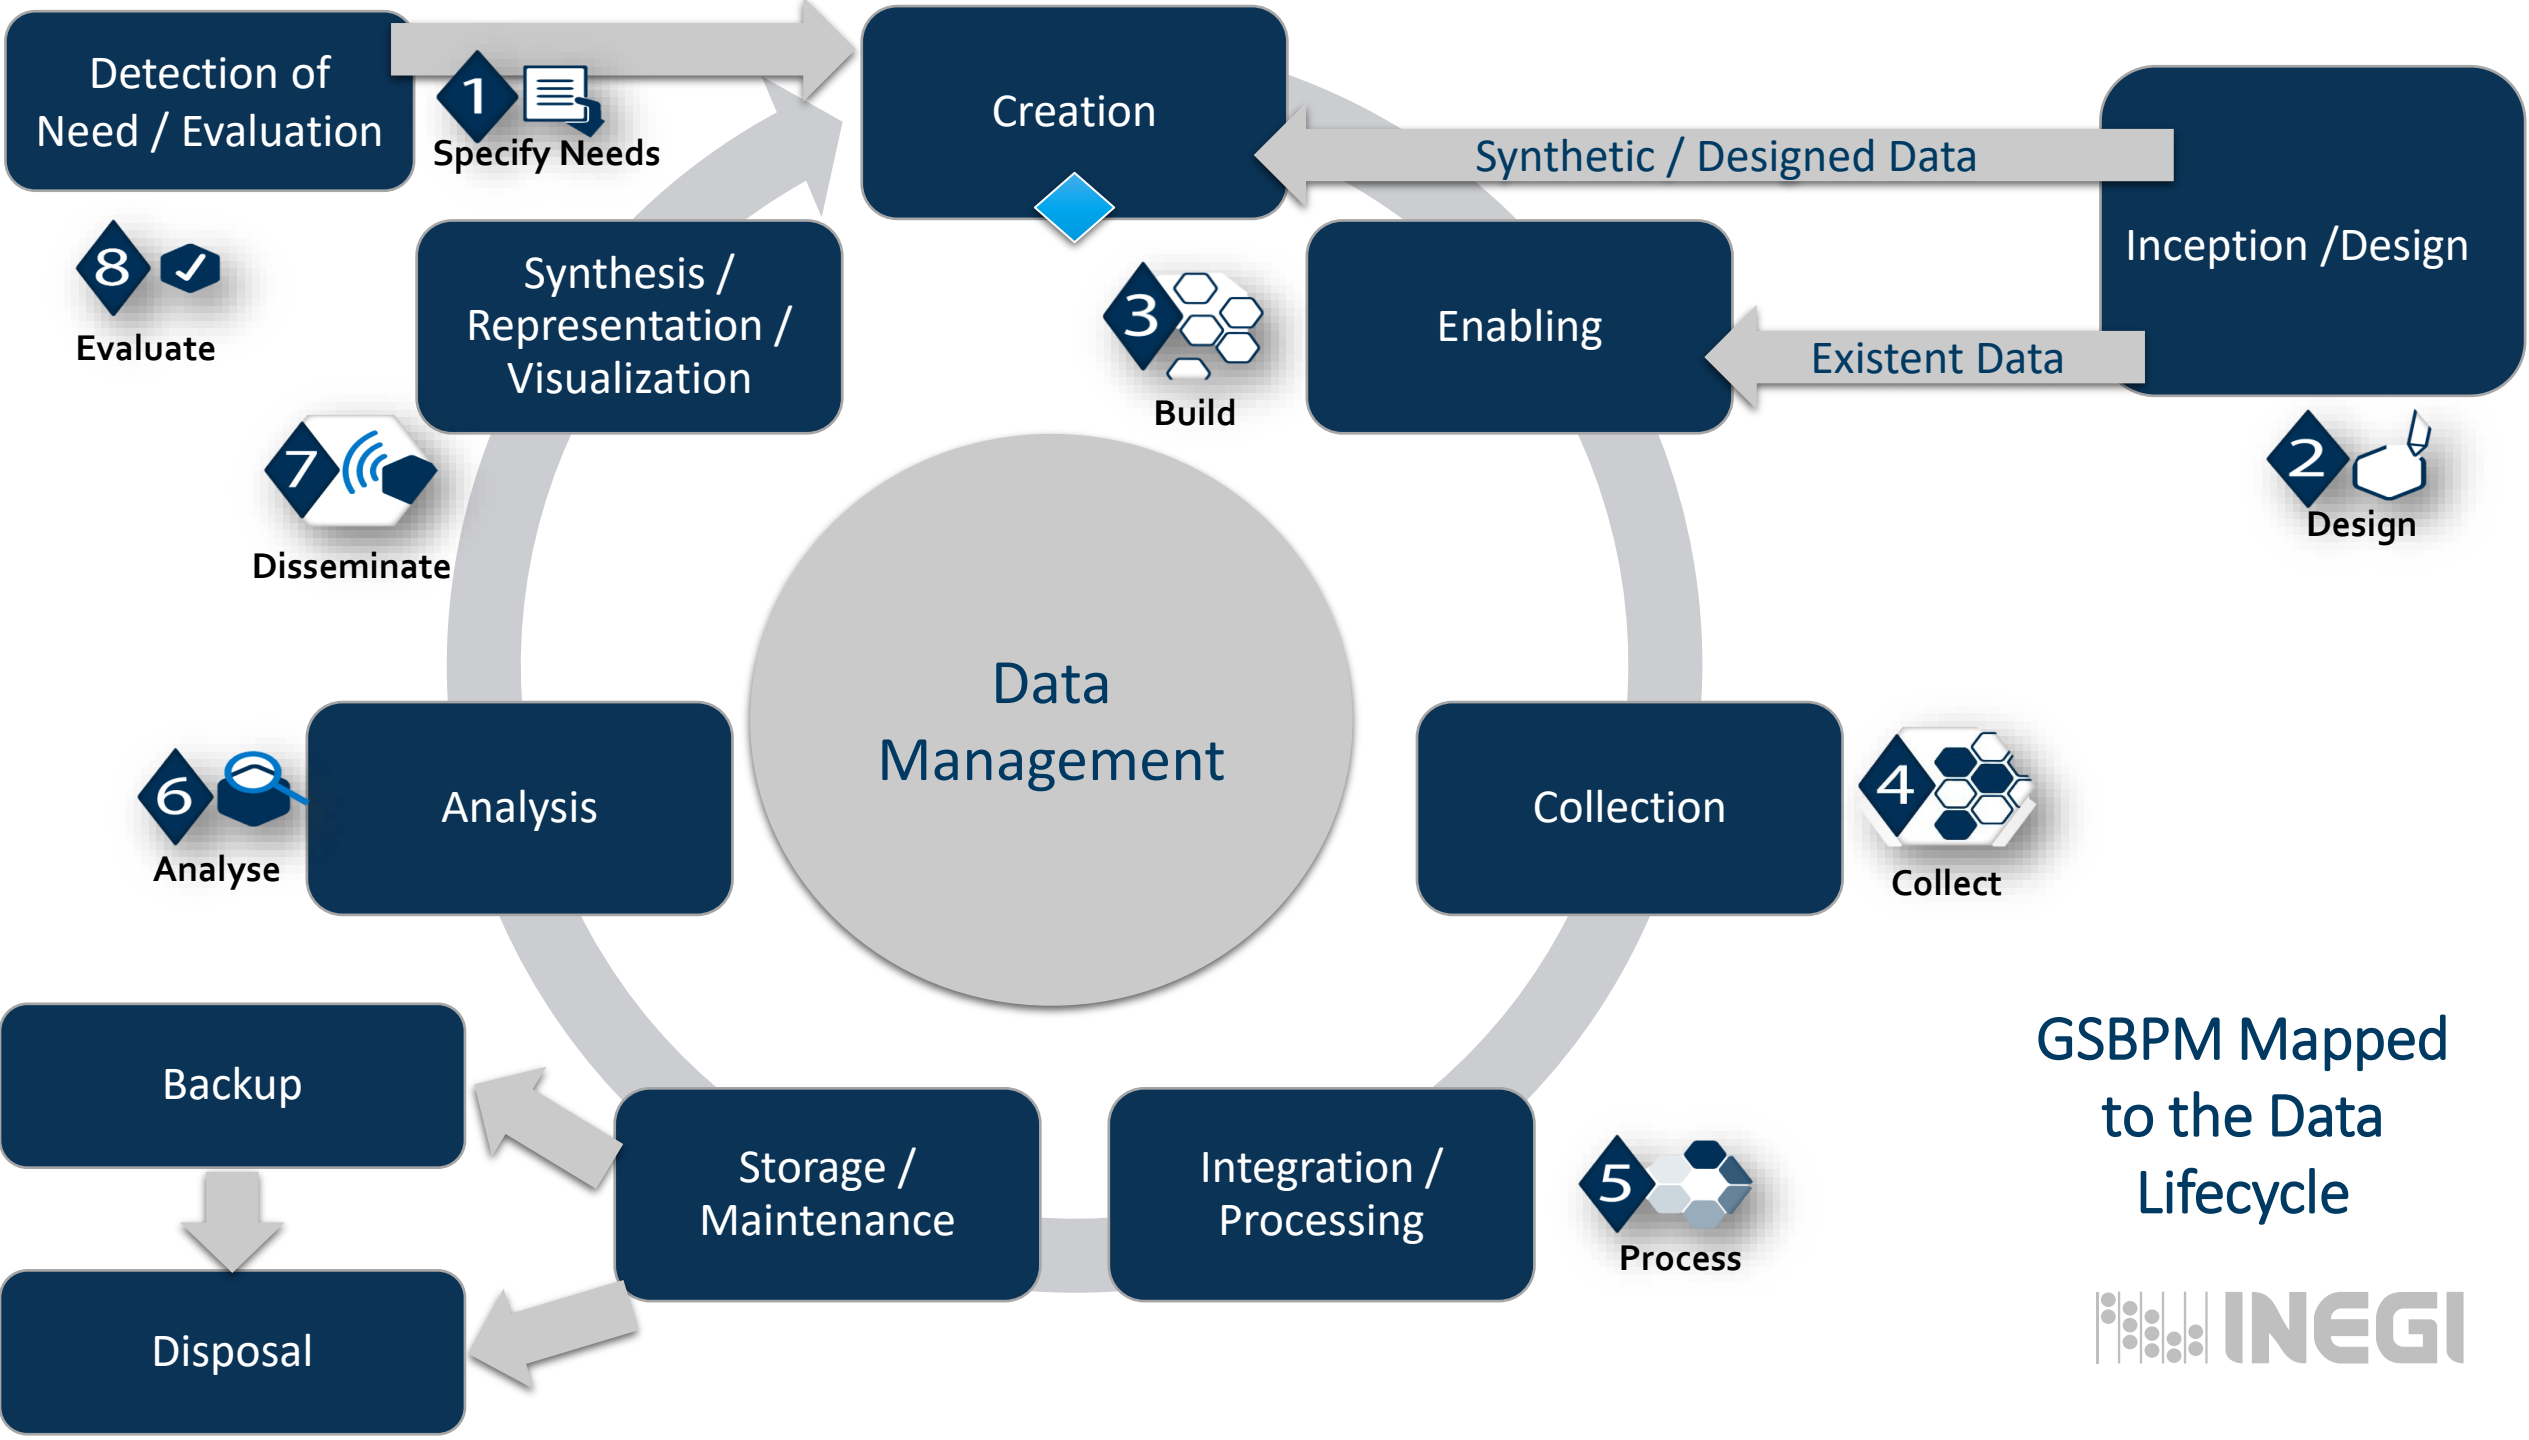 Detection of
Need / Evaluation
1
Specify Needs
Creation
Synthetic / Designed Data
Inception /Design
8
Evaluate
Synthesis /
Representation /
Visualization
3
Build
Enabling
Existent Data
2
Design
7
Disseminate
Data
Management
6
Analyse
Analysis
Collection
4
Collect
Backup
Storage /
Maintenance
Integration /
Processing
5
Process
Disposal
GSBPM Mapped
to the Data
Lifecycle
INEGI